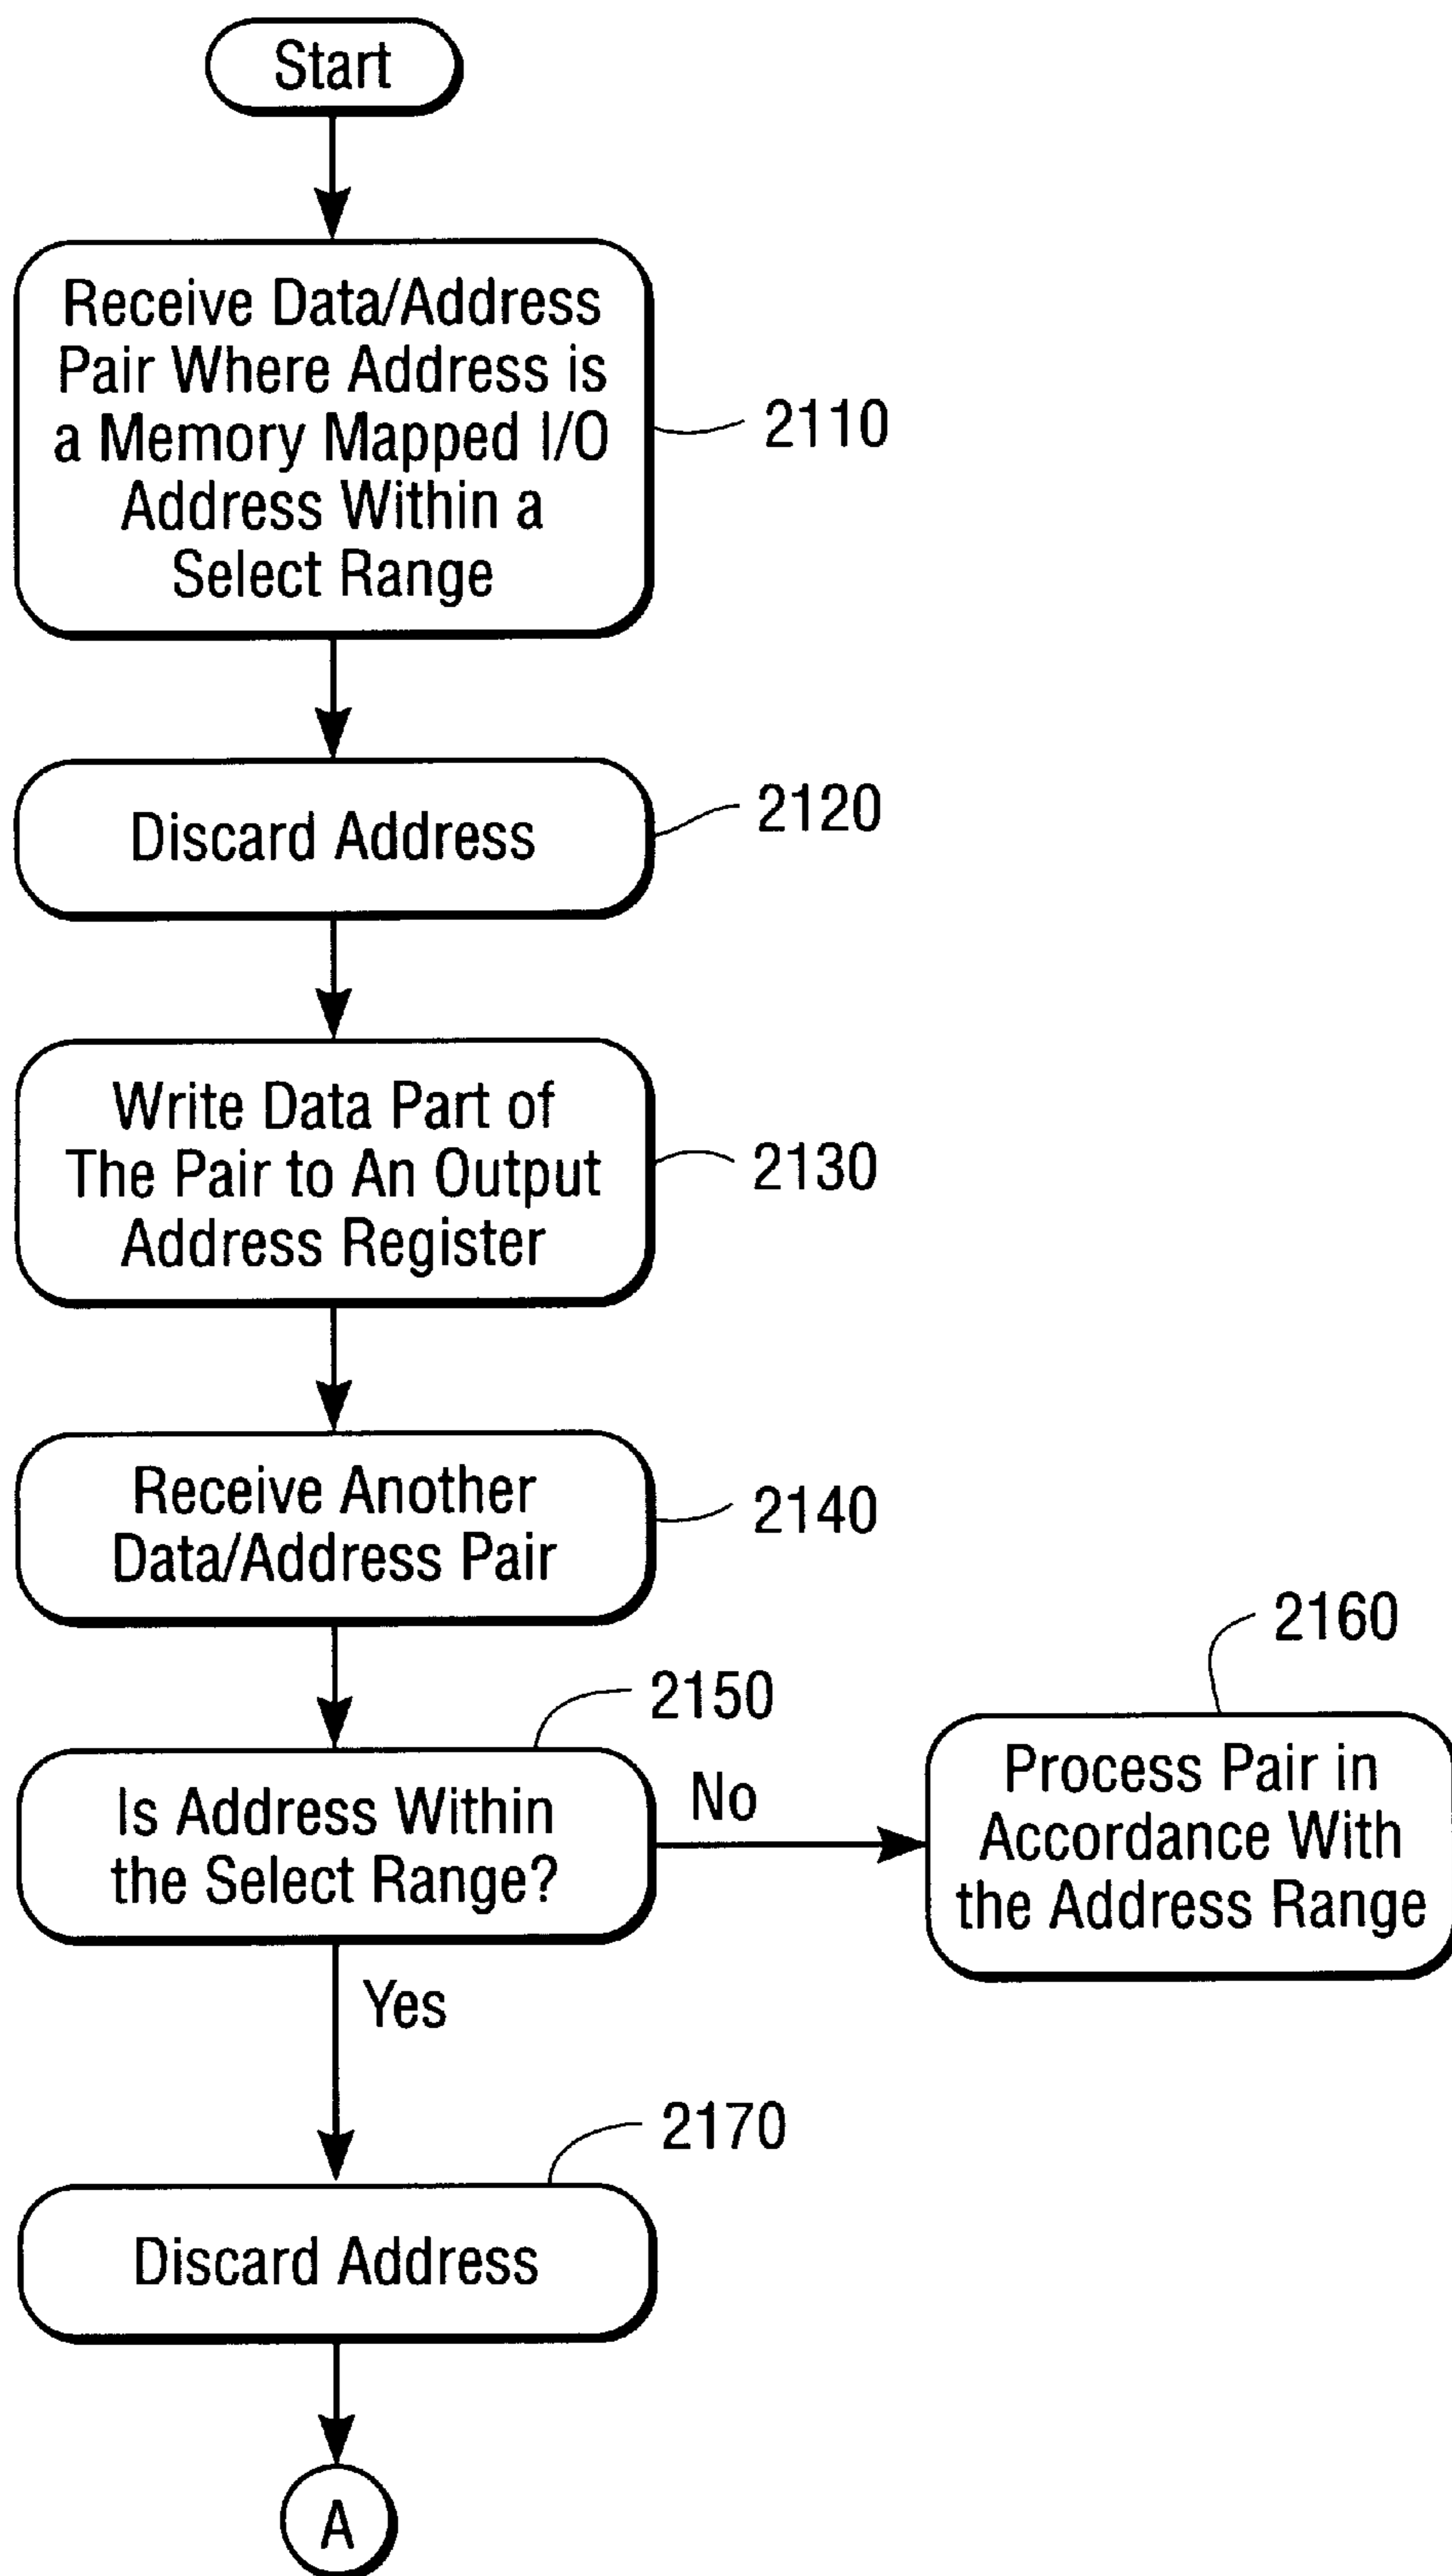 Start
Receive Data/Address
Pair Where Address is
a Memory Mapped I/O
Address Within a
Select Range
2110
Discard Address
2120
Write Data Part of
The Pair to An Output
Address Register
2130
Receive Another
Data/Address Pair
2140
Is Address Within
the Select Range?
2150
No
Process Pair in
Accordance With
the Address Range
2160
Yes
Discard Address
2170
A